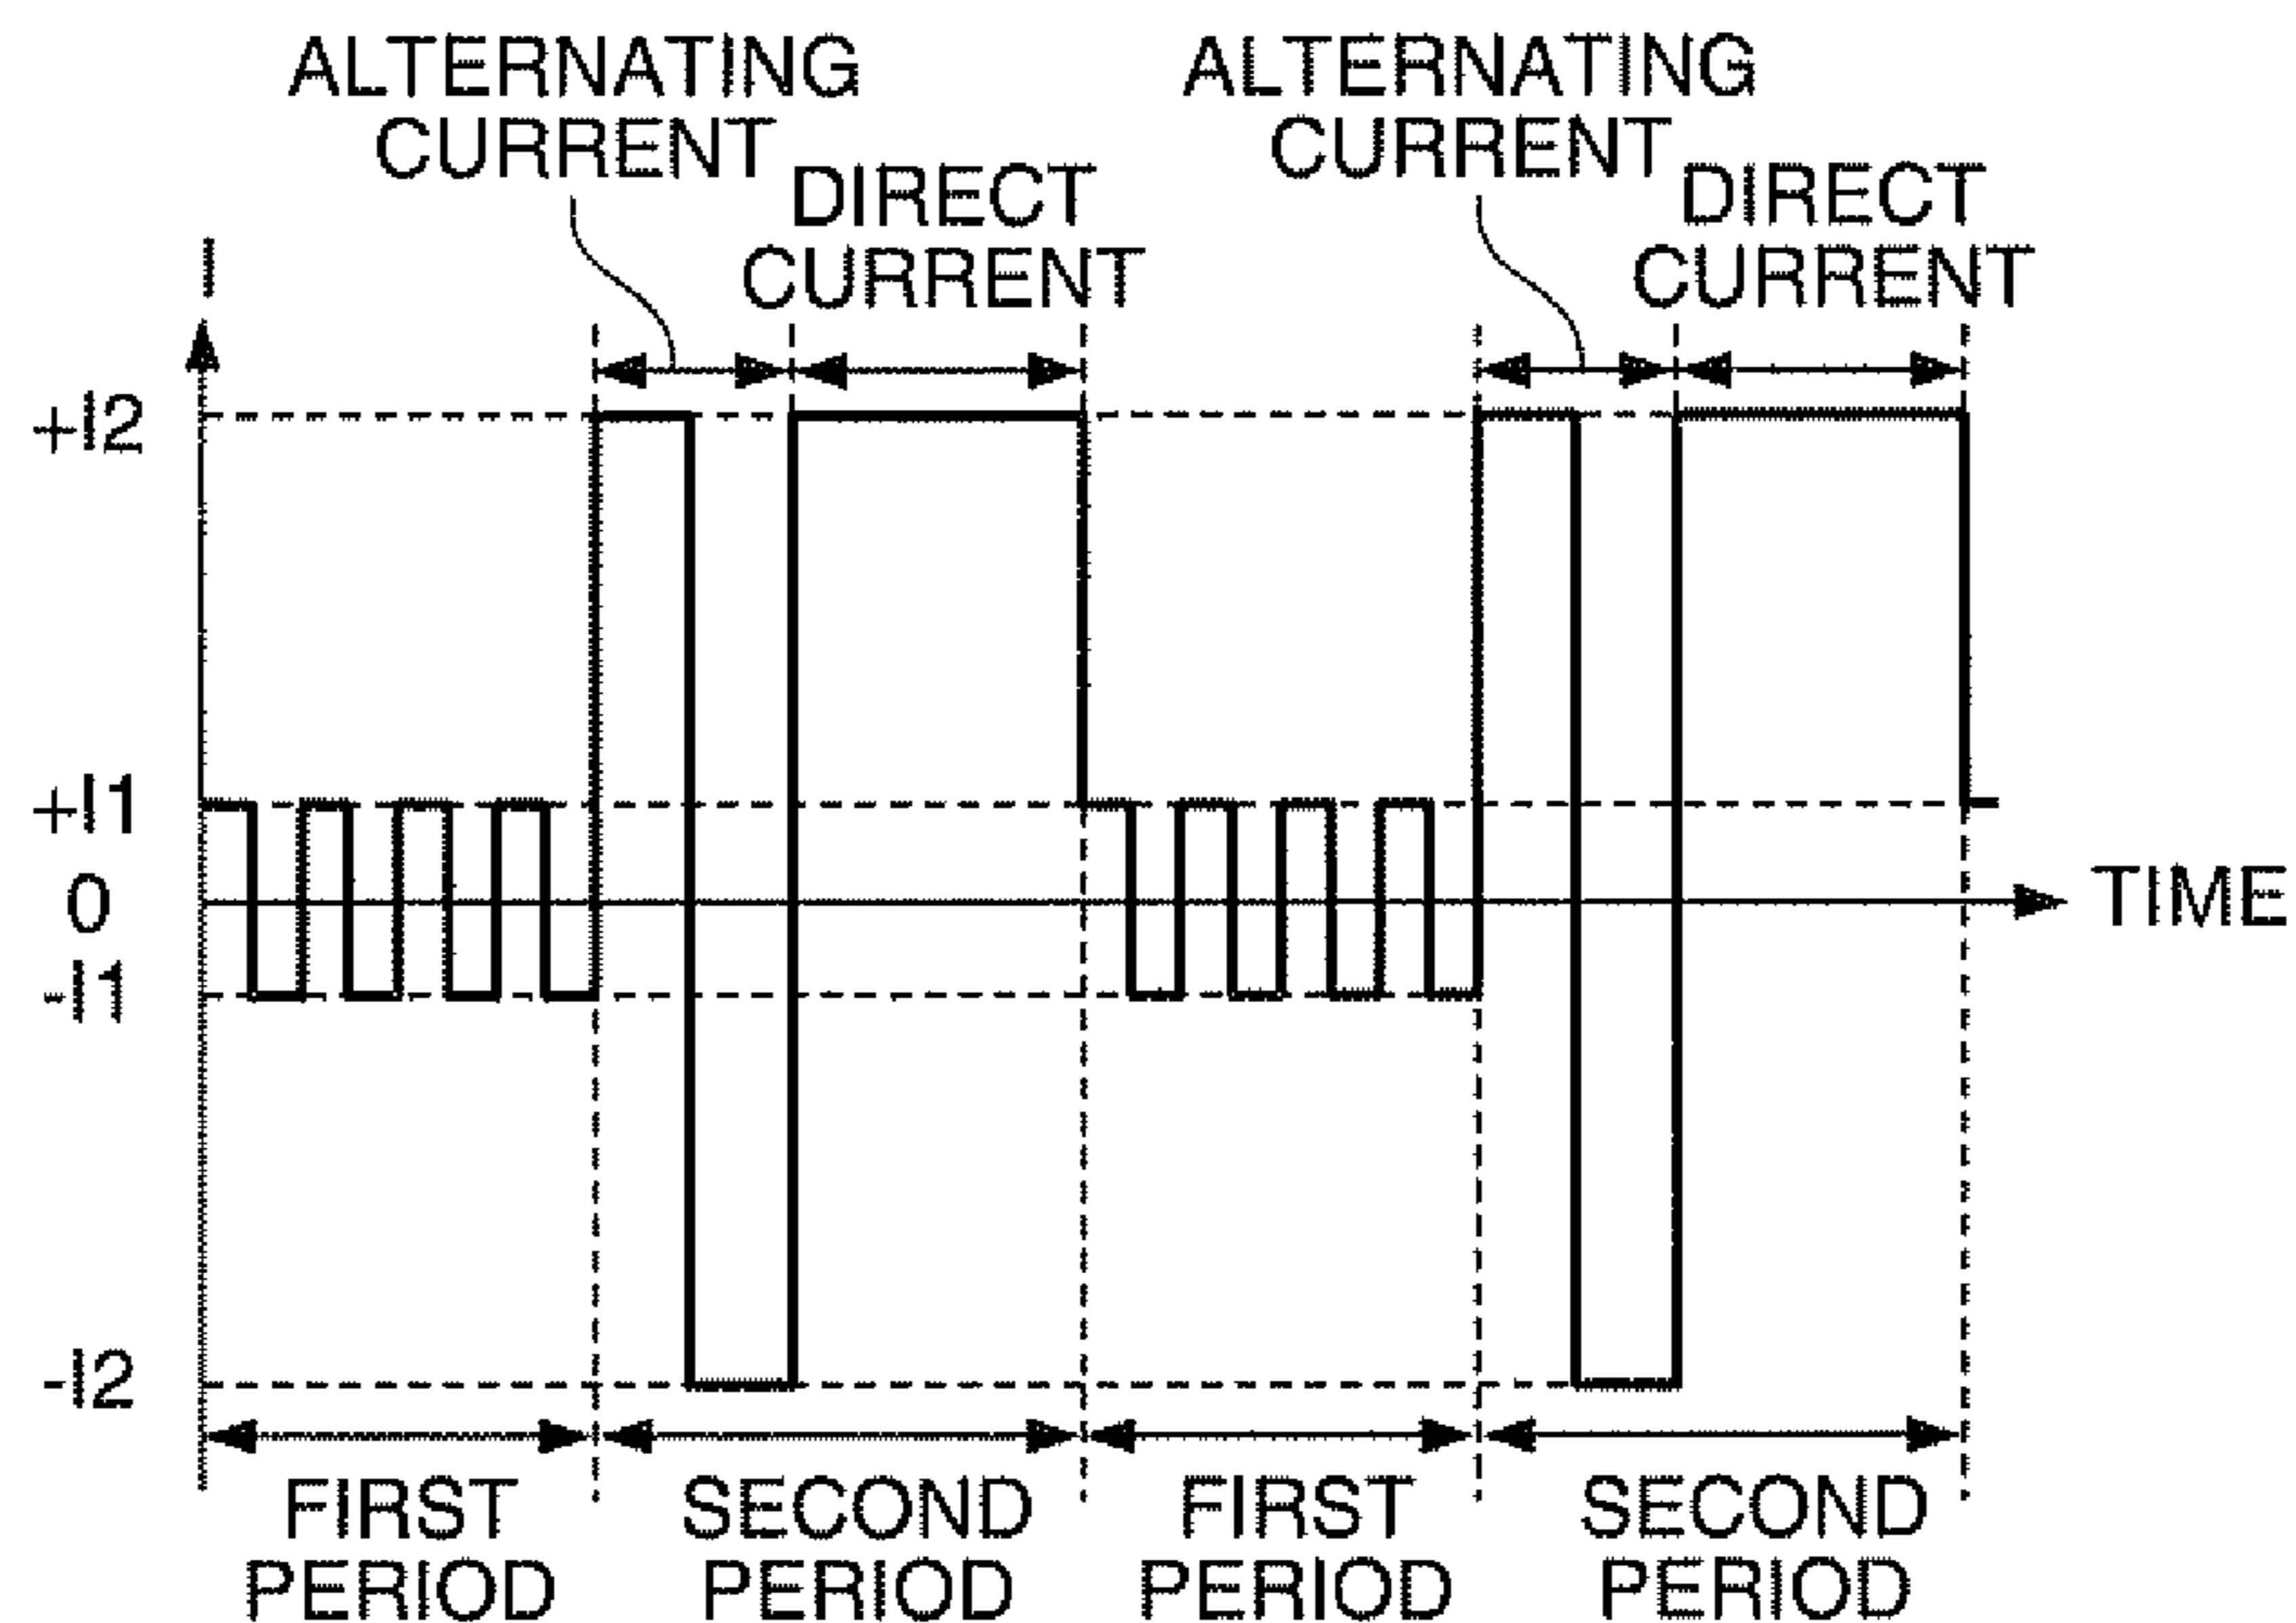 ALTERNATING
CURRENT
DIRECT
CURRENT
ALTERNATING
CURRENT
DIRECT
CURRENT
I
+I2
+I1
0
-I1
-I2
TIME
FIRST
PERIOD
SECOND
PERIOD
FIRST
PERIOD
SECOND
PERIOD